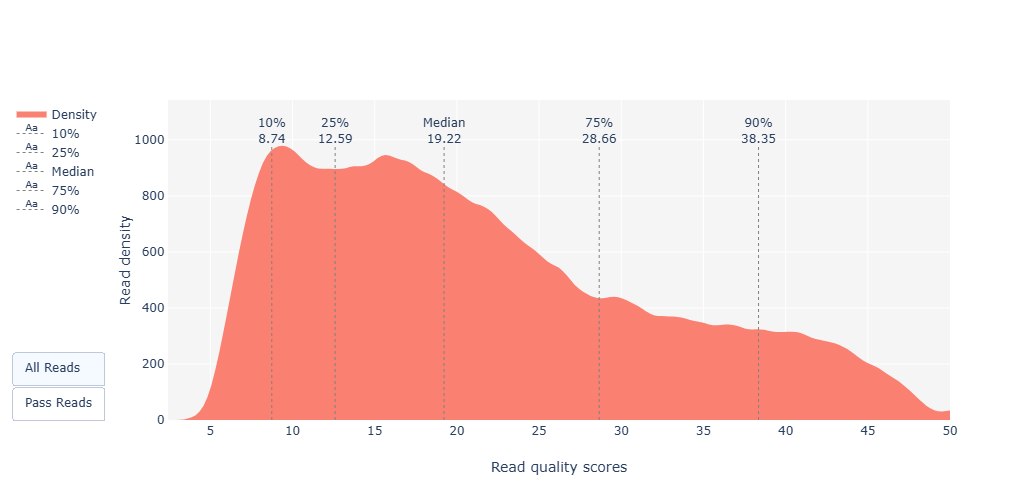 Density
Aa
10%
Aa
25%
Aa
Median
Aa
75%
Aa
90%
All Reads
Pass Reads
10%
8.74
25%
12.59
Median
19.22
75%
28.66
90%
38.35
1000
800
600
400
200
0
Read density
5 10 15 20 25 30 35 40 45 50
Read quality scores